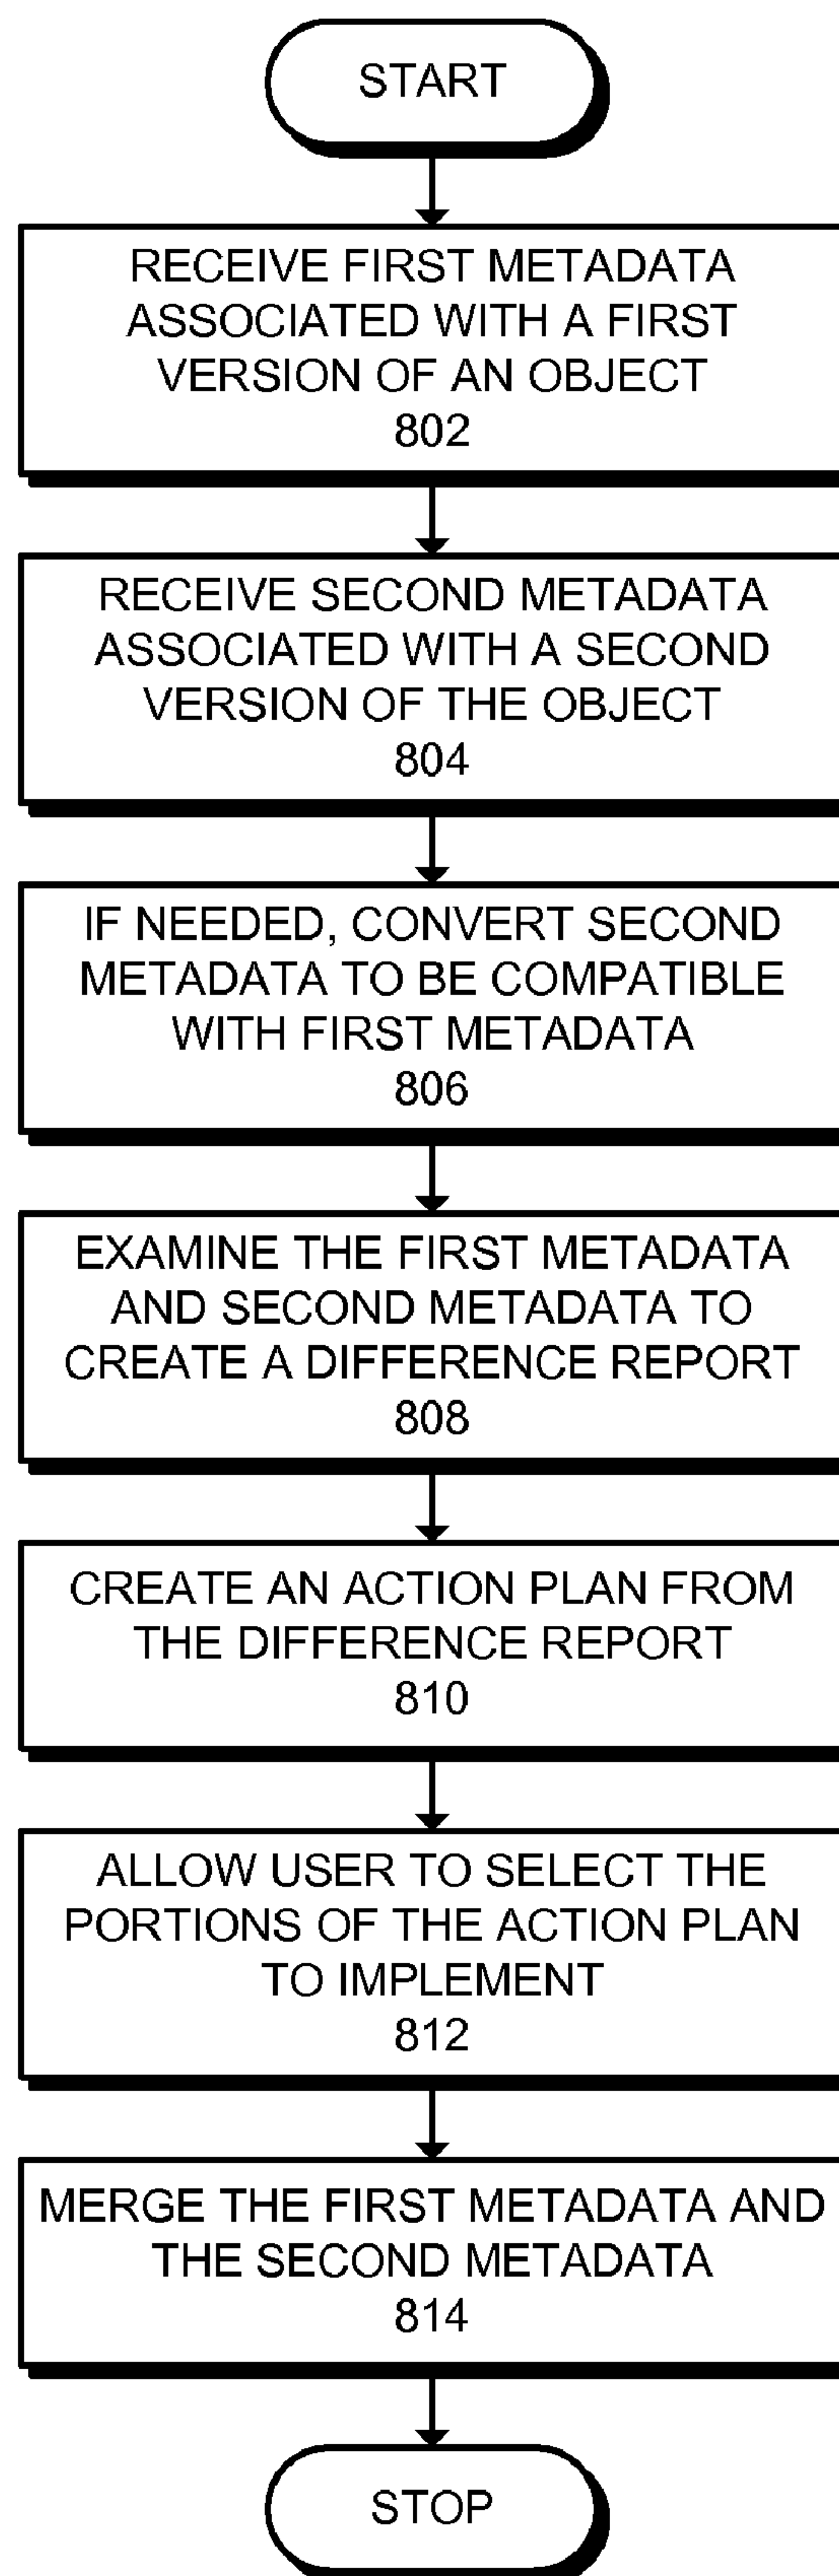 START
RECEIVE FIRST METADATA
ASSOCIATED WITH A FIRST
VERSION OF AN OBJECT
802
RECEIVE SECOND METADATA
ASSOCIATED WITH A SECOND
VERSION OF THE OBJECT
804
IF NEEDED, CONVERT SECOND
METADATA TO BE COMPATIBLE
WITH FIRST METADATA
806
EXAMINE THE FIRST METADATA
AND SECOND METADATA TO
CREATE A DIFFERENCE REPORT
808
CREATE AN ACTION PLAN FROM
THE DIFFERENCE REPORT
810
ALLOW USER TO SELECT THE
PORTIONS OF THE ACTION PLAN
TO IMPLEMENT
812
MERGE THE FIRST METADATA AND
THE SECOND METADATA
814
STOP